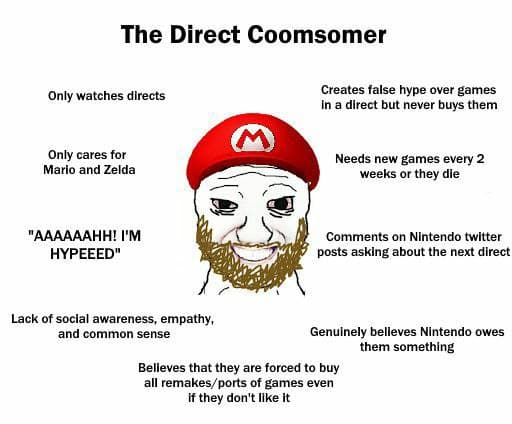 The Direct Coomsomer
Only watches directs
Creates false hype over games
in a direct but never buys them
M
Only cares for
Mario and Zelda
Needs new games every 2
weeks or they die
"AAAAAAHH! I'M
HYPEEED"
Comments on Nintendo twitter
posts asking about the next direct
Lack of social awareness, empathy,
and common sense
Genuinely believes Nintendo owes
them something
Believes that they are forced to buy
all remakes/ports of games even
if they don't like it